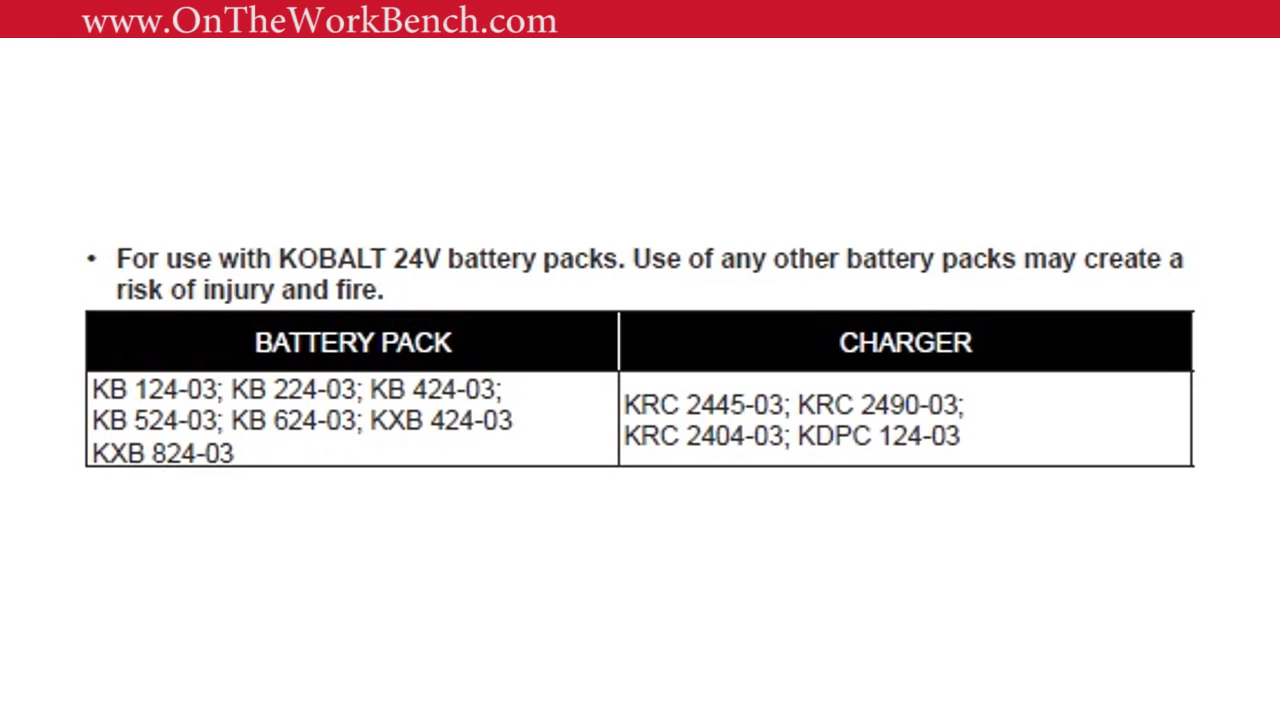 www.OnTheWorkBench.com
• For use with KOBALT 24V battery packs. Use of any other battery packs may create a
risk of injury and fire.
BATTERY PACK
CHARGER
KB 124-03; KB 224-03; KB 424-03;
KB 524-03; KB 624-03; KXB 424-03
KXB 824-03
KRC 2445-03; KRC 2490-03;
KRC 2404-03; KDPC 124-03